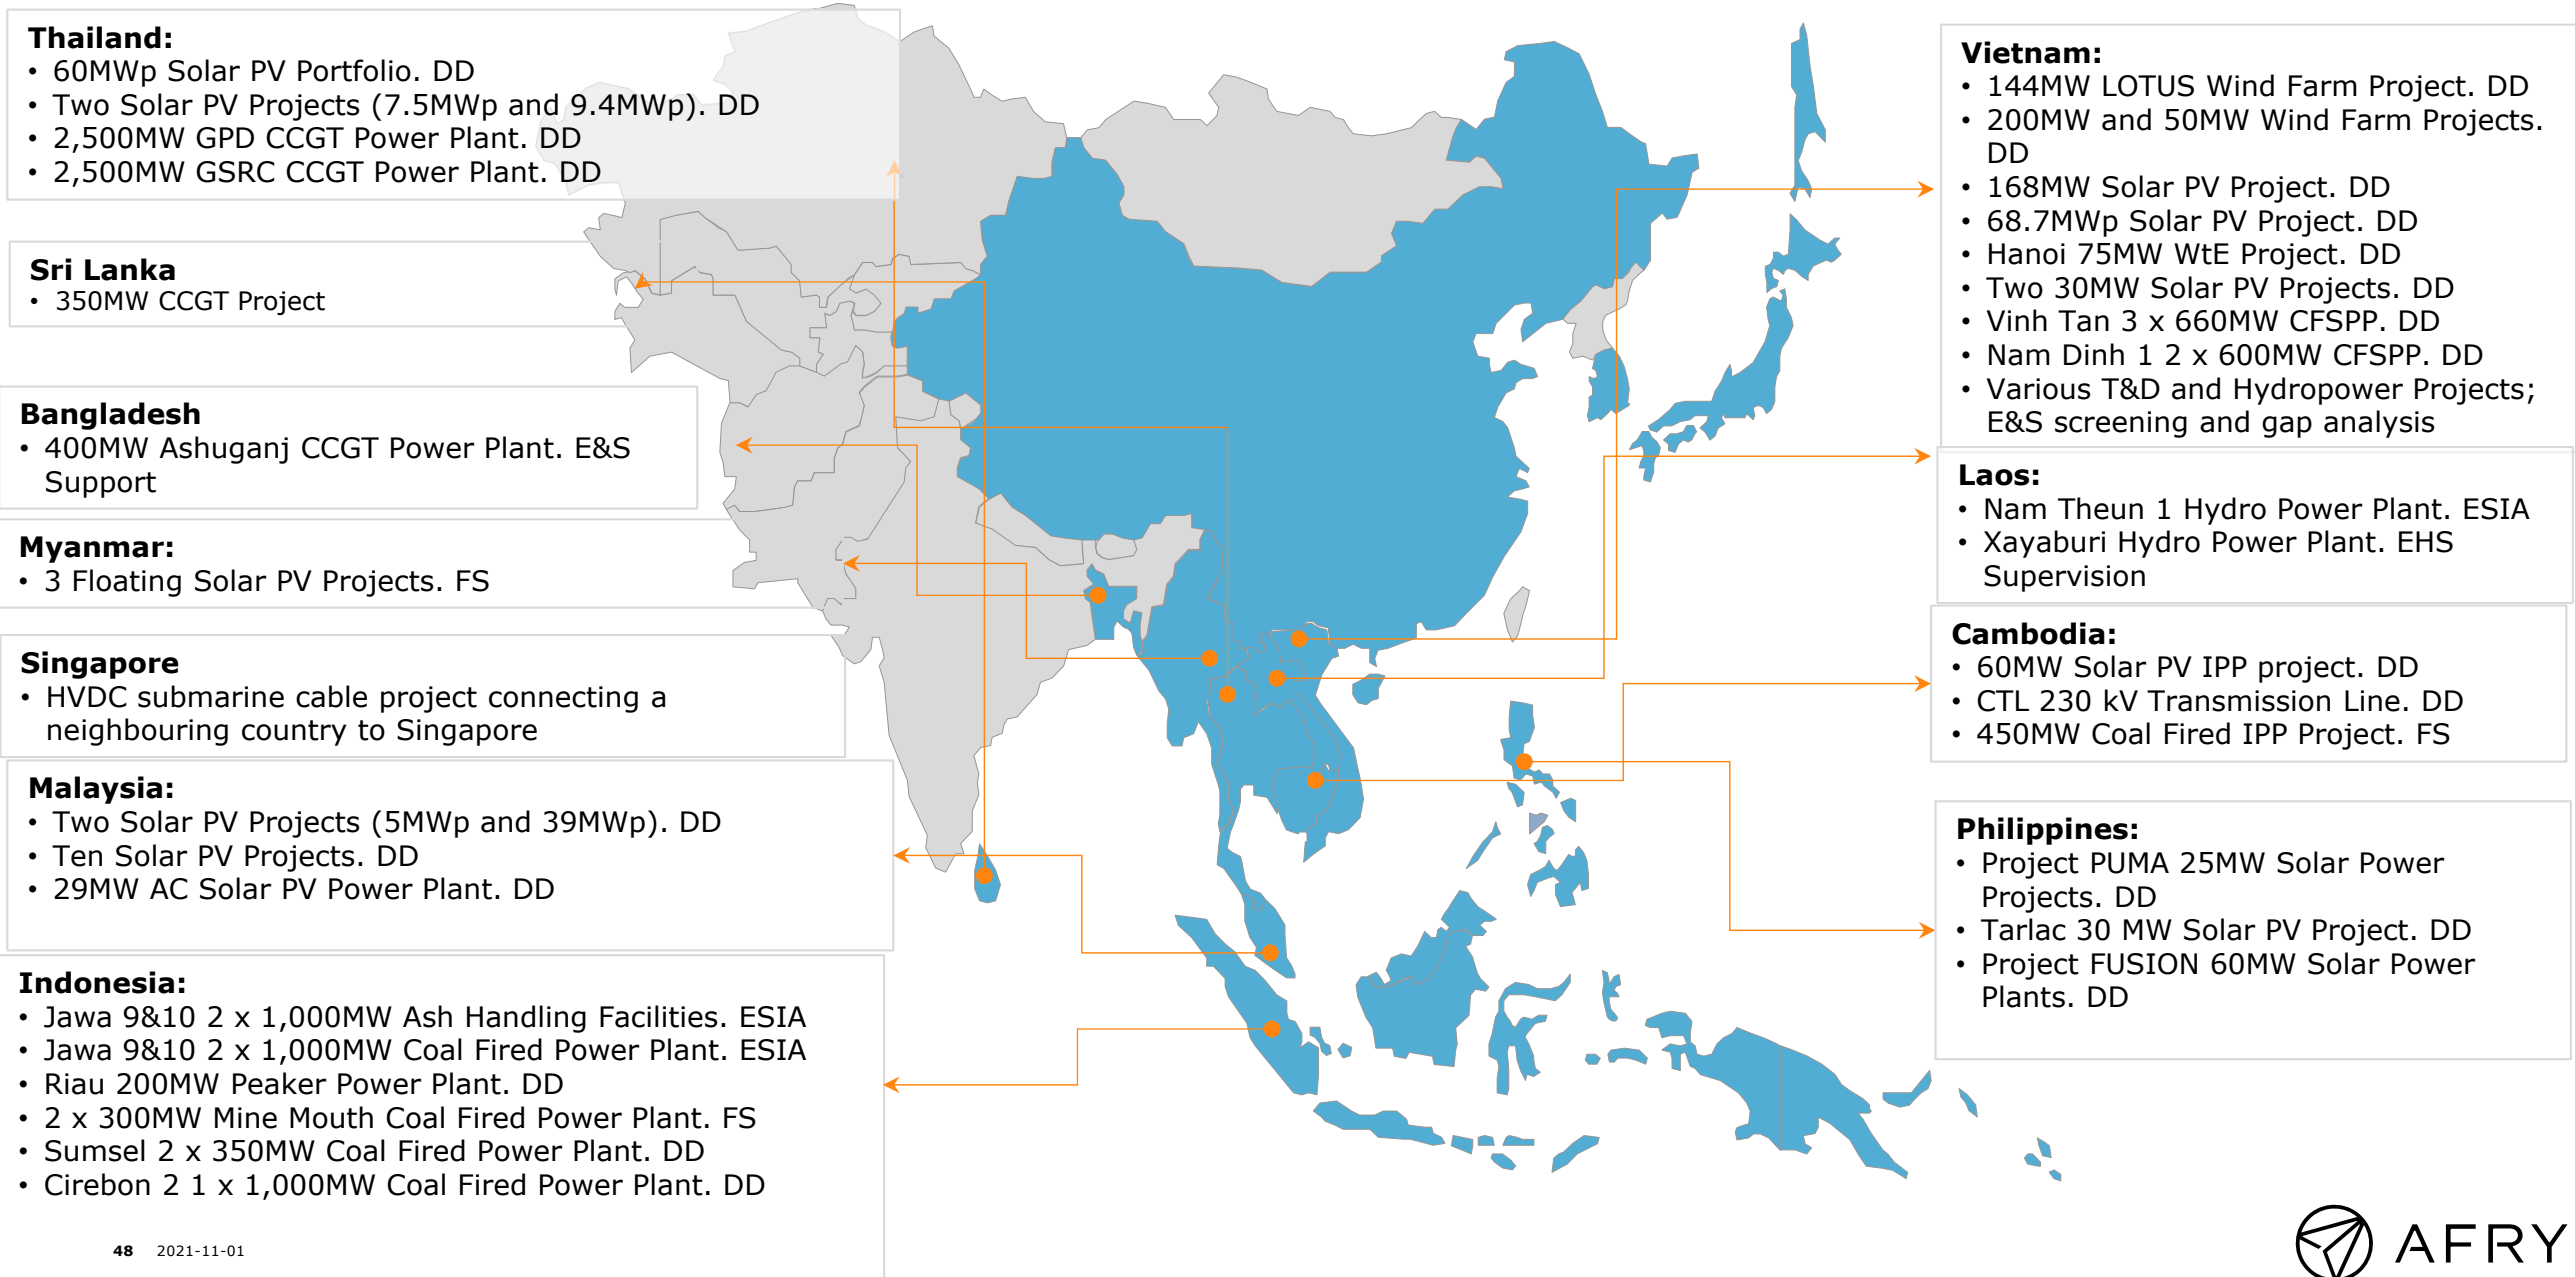 Thailand:
• 60MWp Solar PV Portfolio. DD
• Two Solar PV Projects (7.5MWp and 9.4MWp). DD
• 2,500MW GPD CCGT Power Plant. DD
• 2,500MW GSRC CCGT Power Plant. DD
Sri Lanka
• 350MW CCGT Project
Bangladesh
• 400MW Ashuganj CCGT Power Plant. E&S
Support
Myanmar:
• 3 Floating Solar PV Projects. FS
Singapore
• HVDC submarine cable project connecting a
neighbouring country to Singapore
Malaysia:
• Two Solar PV Projects (5MWp and 39MWp). DD
• Ten Solar PV Projects. DD
• 29MW AC Solar PV Power Plant. DD
Indonesia:
• Jawa 9&10 2 x 1,000MW Ash Handling Facilities. ESIA
• Jawa 9&10 2 x 1,000MW Coal Fired Power Plant. ESIA
• Riau 200MW Peaker Power Plant. DD
• 2 x 300MW Mine Mouth Coal Fired Power Plant. FS
• Sumsel 2 x 350MW Coal Fired Power Plant. DD
• Cirebon 2 1 x 1,000MW Coal Fired Power Plant. DD
Vietnam:
• 144MW LOTUS Wind Farm Project. DD
• 200MW and 50MW Wind Farm Projects.
DD
• 168MW Solar PV Project. DD
• 68.7MWp Solar PV Project. DD
• Hanoi 75MW WtE Project. DD
• Two 30MW Solar PV Projects. DD
• Vinh Tan 3 x 660MW CFSPP. DD
• Nam Dinh 1 2 x 600MW CFSPP. DD
• Various T&D and Hydropower Projects;
E&S screening and gap analysis
Laos:
• Nam Theun 1 Hydro Power Plant. ESIA
• Xayaburi Hydro Power Plant. EHS
Supervision
Cambodia:
• 60MW Solar PV IPP project. DD
• CTL 230 kV Transmission Line. DD
• 450MW Coal Fired IPP Project. FS
Philippines:
• Project PUMA 25MW Solar Power
Projects. DD
• Tarlac 30 MW Solar PV Project. DD
• Project FUSION 60MW Solar Power
Plants. DD
48 2021-11-01
AFRY